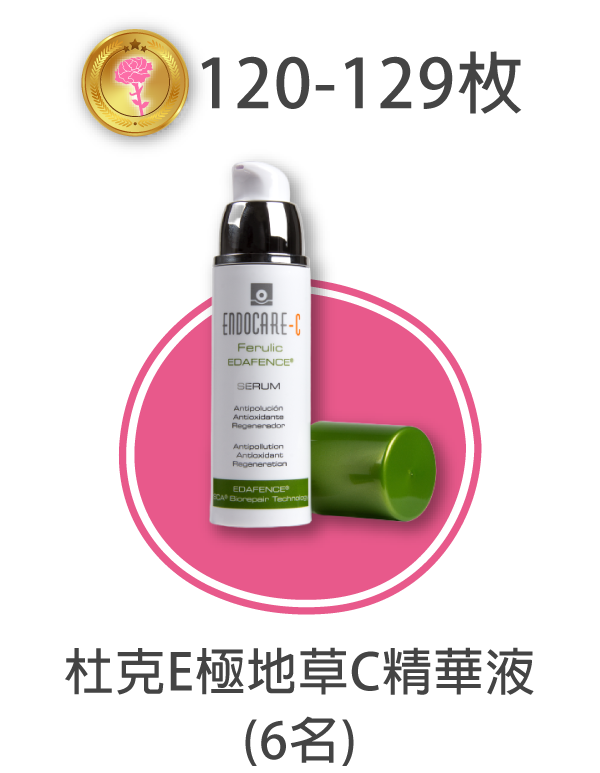 120-129枚
ENDOCARE-C
Ferulic
EDAFENCE®
SERUM
Antipolución
Antioxidante
Regenerador
Antipollution
Antioxidant
Regeneration
EDAFENCE®
SCA® Biorepair Technology
杜克E極地草C精華液
(6名)